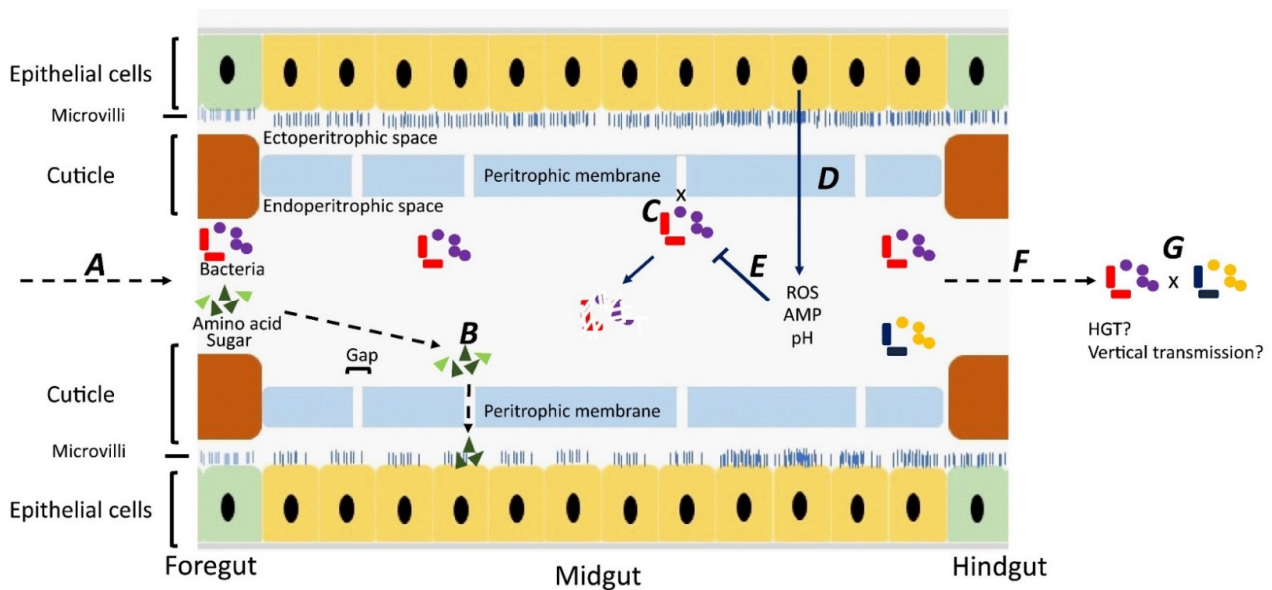 Epithelial cells
Microvilli
Ectoperitrophic space
Cuticle
Peritrophic membrane
D
Endoperitrophic space
x
C
A
Bacteria
E
F
G
x
ROS
AMP
pH
Amino acid
Sugar
B
HGT?
Vertical transmission?
Gap
Cuticle
Peritrophic membrane
Microvilli
Epithelial cells
Foregut
Midgut
Hindgut